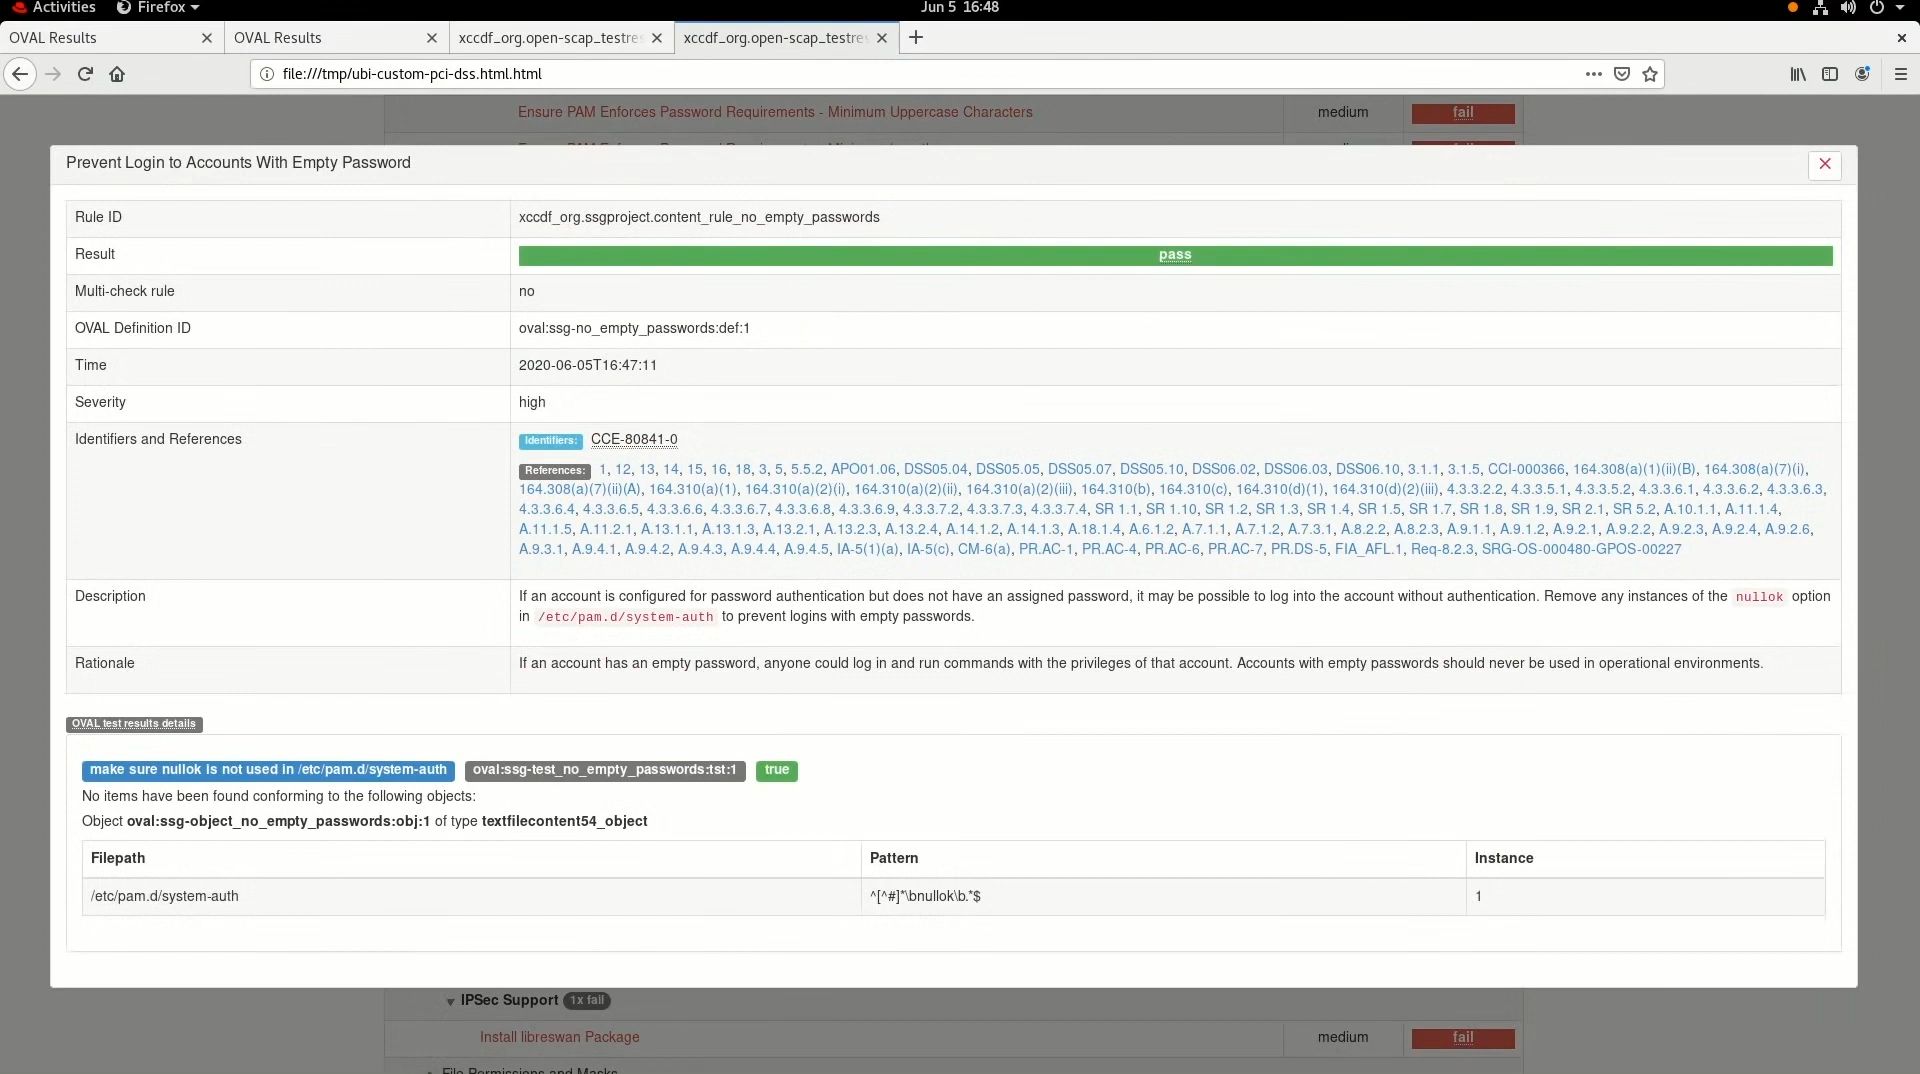 Activities Firefox Jun 5 16:48
OVAL Results OVAL Results xccdf_org.open-scap_testres xccdf_org.open-scap_testres
file:///tmp/ubi-custom-pci-dss.html.html
Ensure PAM Enforces Password Requirements - Minimum Uppercase Characters medium fail
Prevent Login to Accounts With Empty Password
Rule ID xccdf_org.ssgproject.content_rule_no_empty_passwords
Result pass
Multi-check rule no
OVAL Definition ID oval:ssg-no_empty_passwords:def:1
Time 2020-06-05T16:47:11
Severity high
Identifiers and References Identifiers: CCE-80841-0
References: 1, 12, 13, 14, 15, 16, 18, 3, 5, 5.5.2, APO01.06, DSS05.04, DSS05.05, DSS05.07, DSS05.10, DSS06.02, DSS06.03, DSS06.10, 3.1.1, 3.1.5, CCI-000366, 164.308(a)(1)(ii)(B), 164.308(a)(7)(i),
164.308(a)(7)(ii)(A), 164.310(a)(1), 164.310(a)(2)(i), 164.310(a)(2)(ii), 164.310(a)(2)(iii), 164.310(b), 164.310(c), 164.310(d)(1), 164.310(d)(2)(iii), 4.3.3.2.2, 4.3.3.5.1, 4.3.3.5.2, 4.3.3.6.1, 4.3.3.6.2, 4.3.3.6.3,
4.3.3.6.4, 4.3.3.6.5, 4.3.3.6.6, 4.3.3.6.7, 4.3.3.6.8, 4.3.3.6.9, 4.3.3.7.2, 4.3.3.7.3, 4.3.3.7.4, SR 1.1, SR 1.10, SR 1.2, SR 1.3, SR 1.4, SR 1.5, SR 1.7, SR 1.8, SR 1.9, SR 2.1, SR 5.2, A.10.1.1, A.11.1.4,
A.11.1.5, A.11.2.1, A.13.1.1, A.13.1.3, A.13.2.1, A.13.2.3, A.13.2.4, A.14.1.2, A.14.1.3, A.18.1.4, A.6.1.2, A.7.1.1, A.7.1.2, A.7.3.1, A.8.2.2, A.8.2.3, A.9.1.1, A.9.1.2, A.9.2.1, A.9.2.2, A.9.2.3, A.9.2.4, A.9.2.6,
A.9.3.1, A.9.4.1, A.9.4.2, A.9.4.3, A.9.4.4, A.9.4.5, IA-5(1)(a), IA-5(c), CM-6(a), PR.AC-1, PR.AC-4, PR.AC-6, PR.AC-7, PR.DS-5, FIA_AFL.1, Req-8.2.3, SRG-OS-000480-GPOS-00227
Description If an account is configured for password authentication but does not have an assigned password, it may be possible to log into the account without authentication. Remove any instances of the nullok option
in /etc/pam.d/system-auth to prevent logins with empty passwords.
Rationale If an account has an empty password, anyone could log in and run commands with the privileges of that account. Accounts with empty passwords should never be used in operational environments.
OVAL test results details
make sure nullok is not used in /etc/pam.d/system-auth oval:ssg-test_no_empty_passwords:tst:1 true
No items have been found conforming to the following objects:
Object oval:ssg-object_no_empty_passwords:obj:1 of type textfilecontent54_object
Filepath Pattern Instance
/etc/pam.d/system-auth ^[^#]*\bnullok\b.*$ 1
IPSec Support 1x fail
Install libreswan Package medium fail
File Permissions and Masks